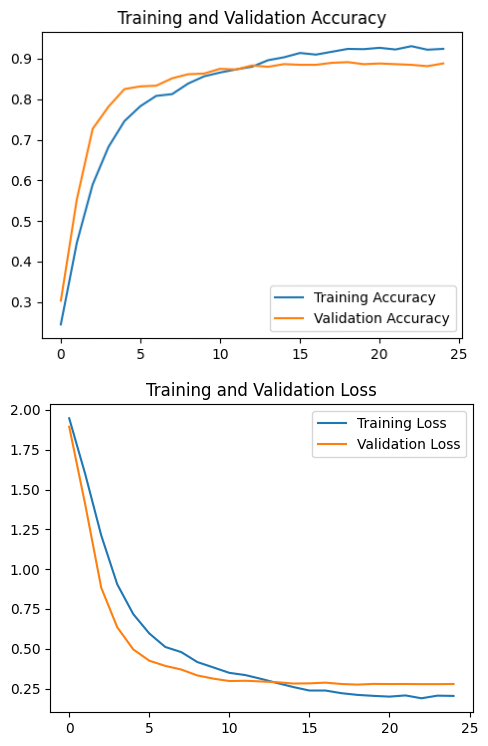 Training and Validation Accuracy
0.9
0.8
0.7
0.6
0.5
0.4
0.3
Training Accuracy
Validation Accuracy
0 5 10 15 20 25
Training and Validation Loss
2.00
1.75
1.50
1.25
1.00
0.75
0.50
0.25
Training Loss
Validation Loss
0 5 10 15 20 25